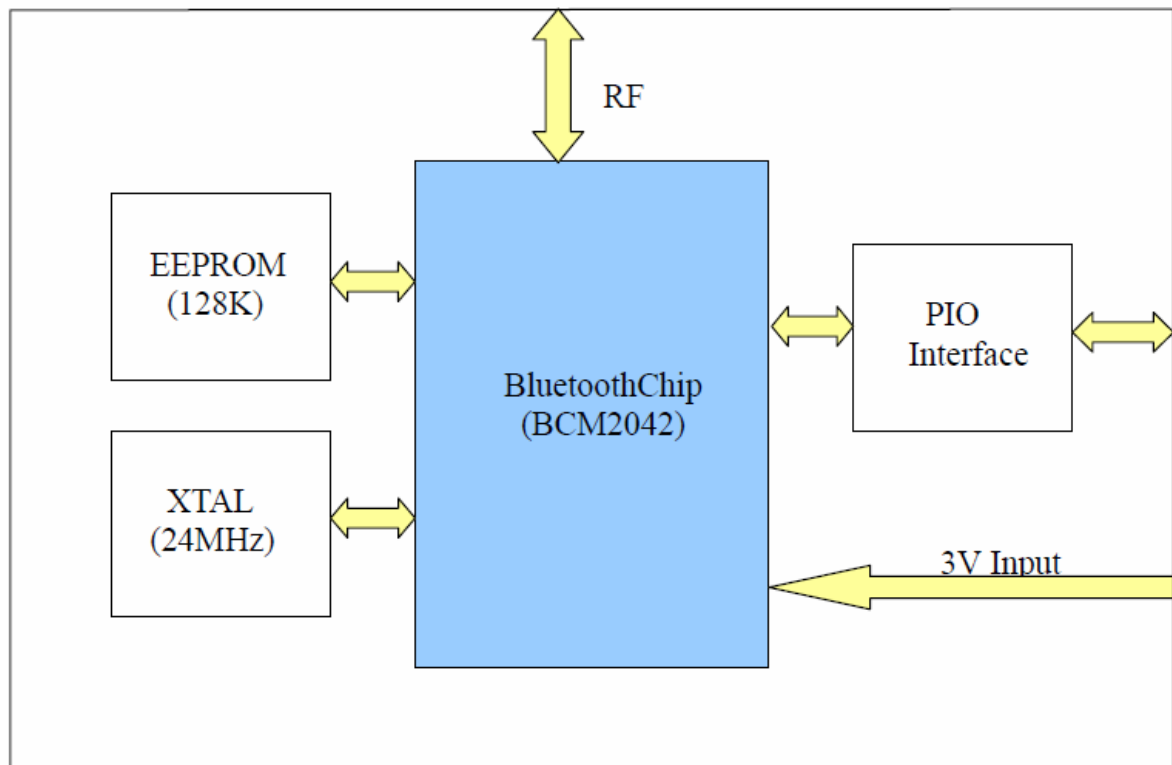 RF
EEPROM
(128K)
PIO
Interface
BluetoothChip
(BCM2042)
XTAL
(24MHz)
3V Input